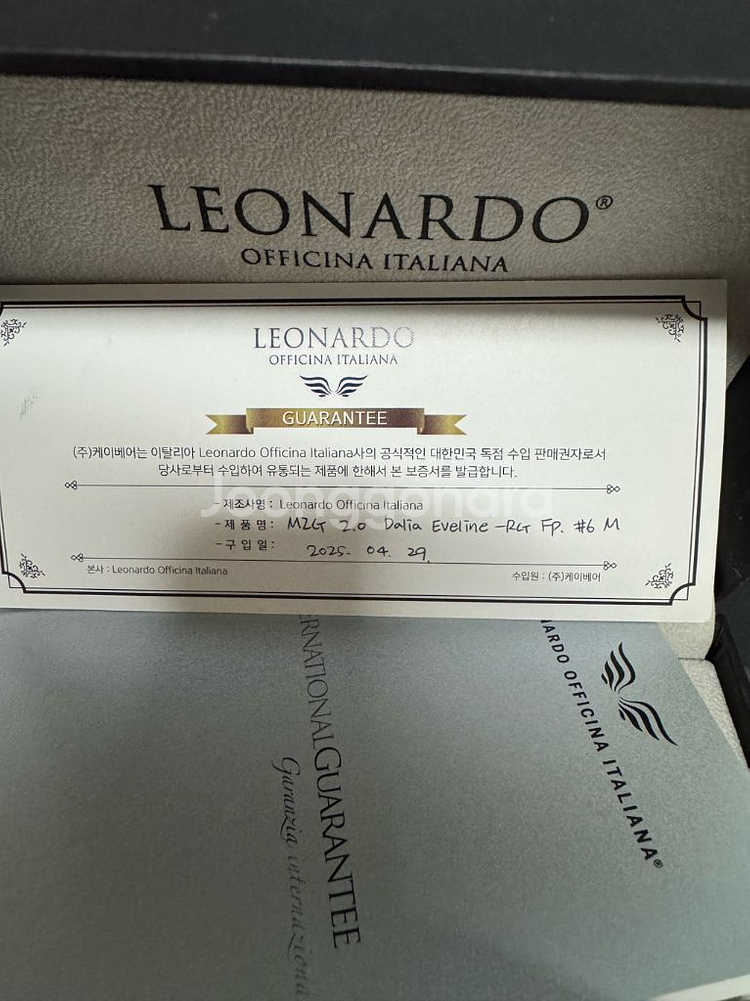 LEONARDO®
OFFICINA ITALIANA
LEONARDO
OFFICINA ITALIANA
GUARANTEE
(주)케이베어는 이탈리아 Leonardo Officina Italiana사의 공식적인 대한민국 독점 수입 판매권자로서
당사로부터 수입하여 유통되는 제품에 한해서 본 보증서를 발급합니다.
Joonggonara
- 제조사명 : Leonardo Officina Italiana
- 제 품 명 : MZG 2.0 Dalia Eveline -RG Fp. #6 M
- 구 입 일 : 2025. 04. 29.
본사 : Leonardo Officina Italiana
수입원 : (주)케이베어
ERNATIONAL GUARANTEE
Garanzia internaziona
NARDO OFFICINA ITALIANA®